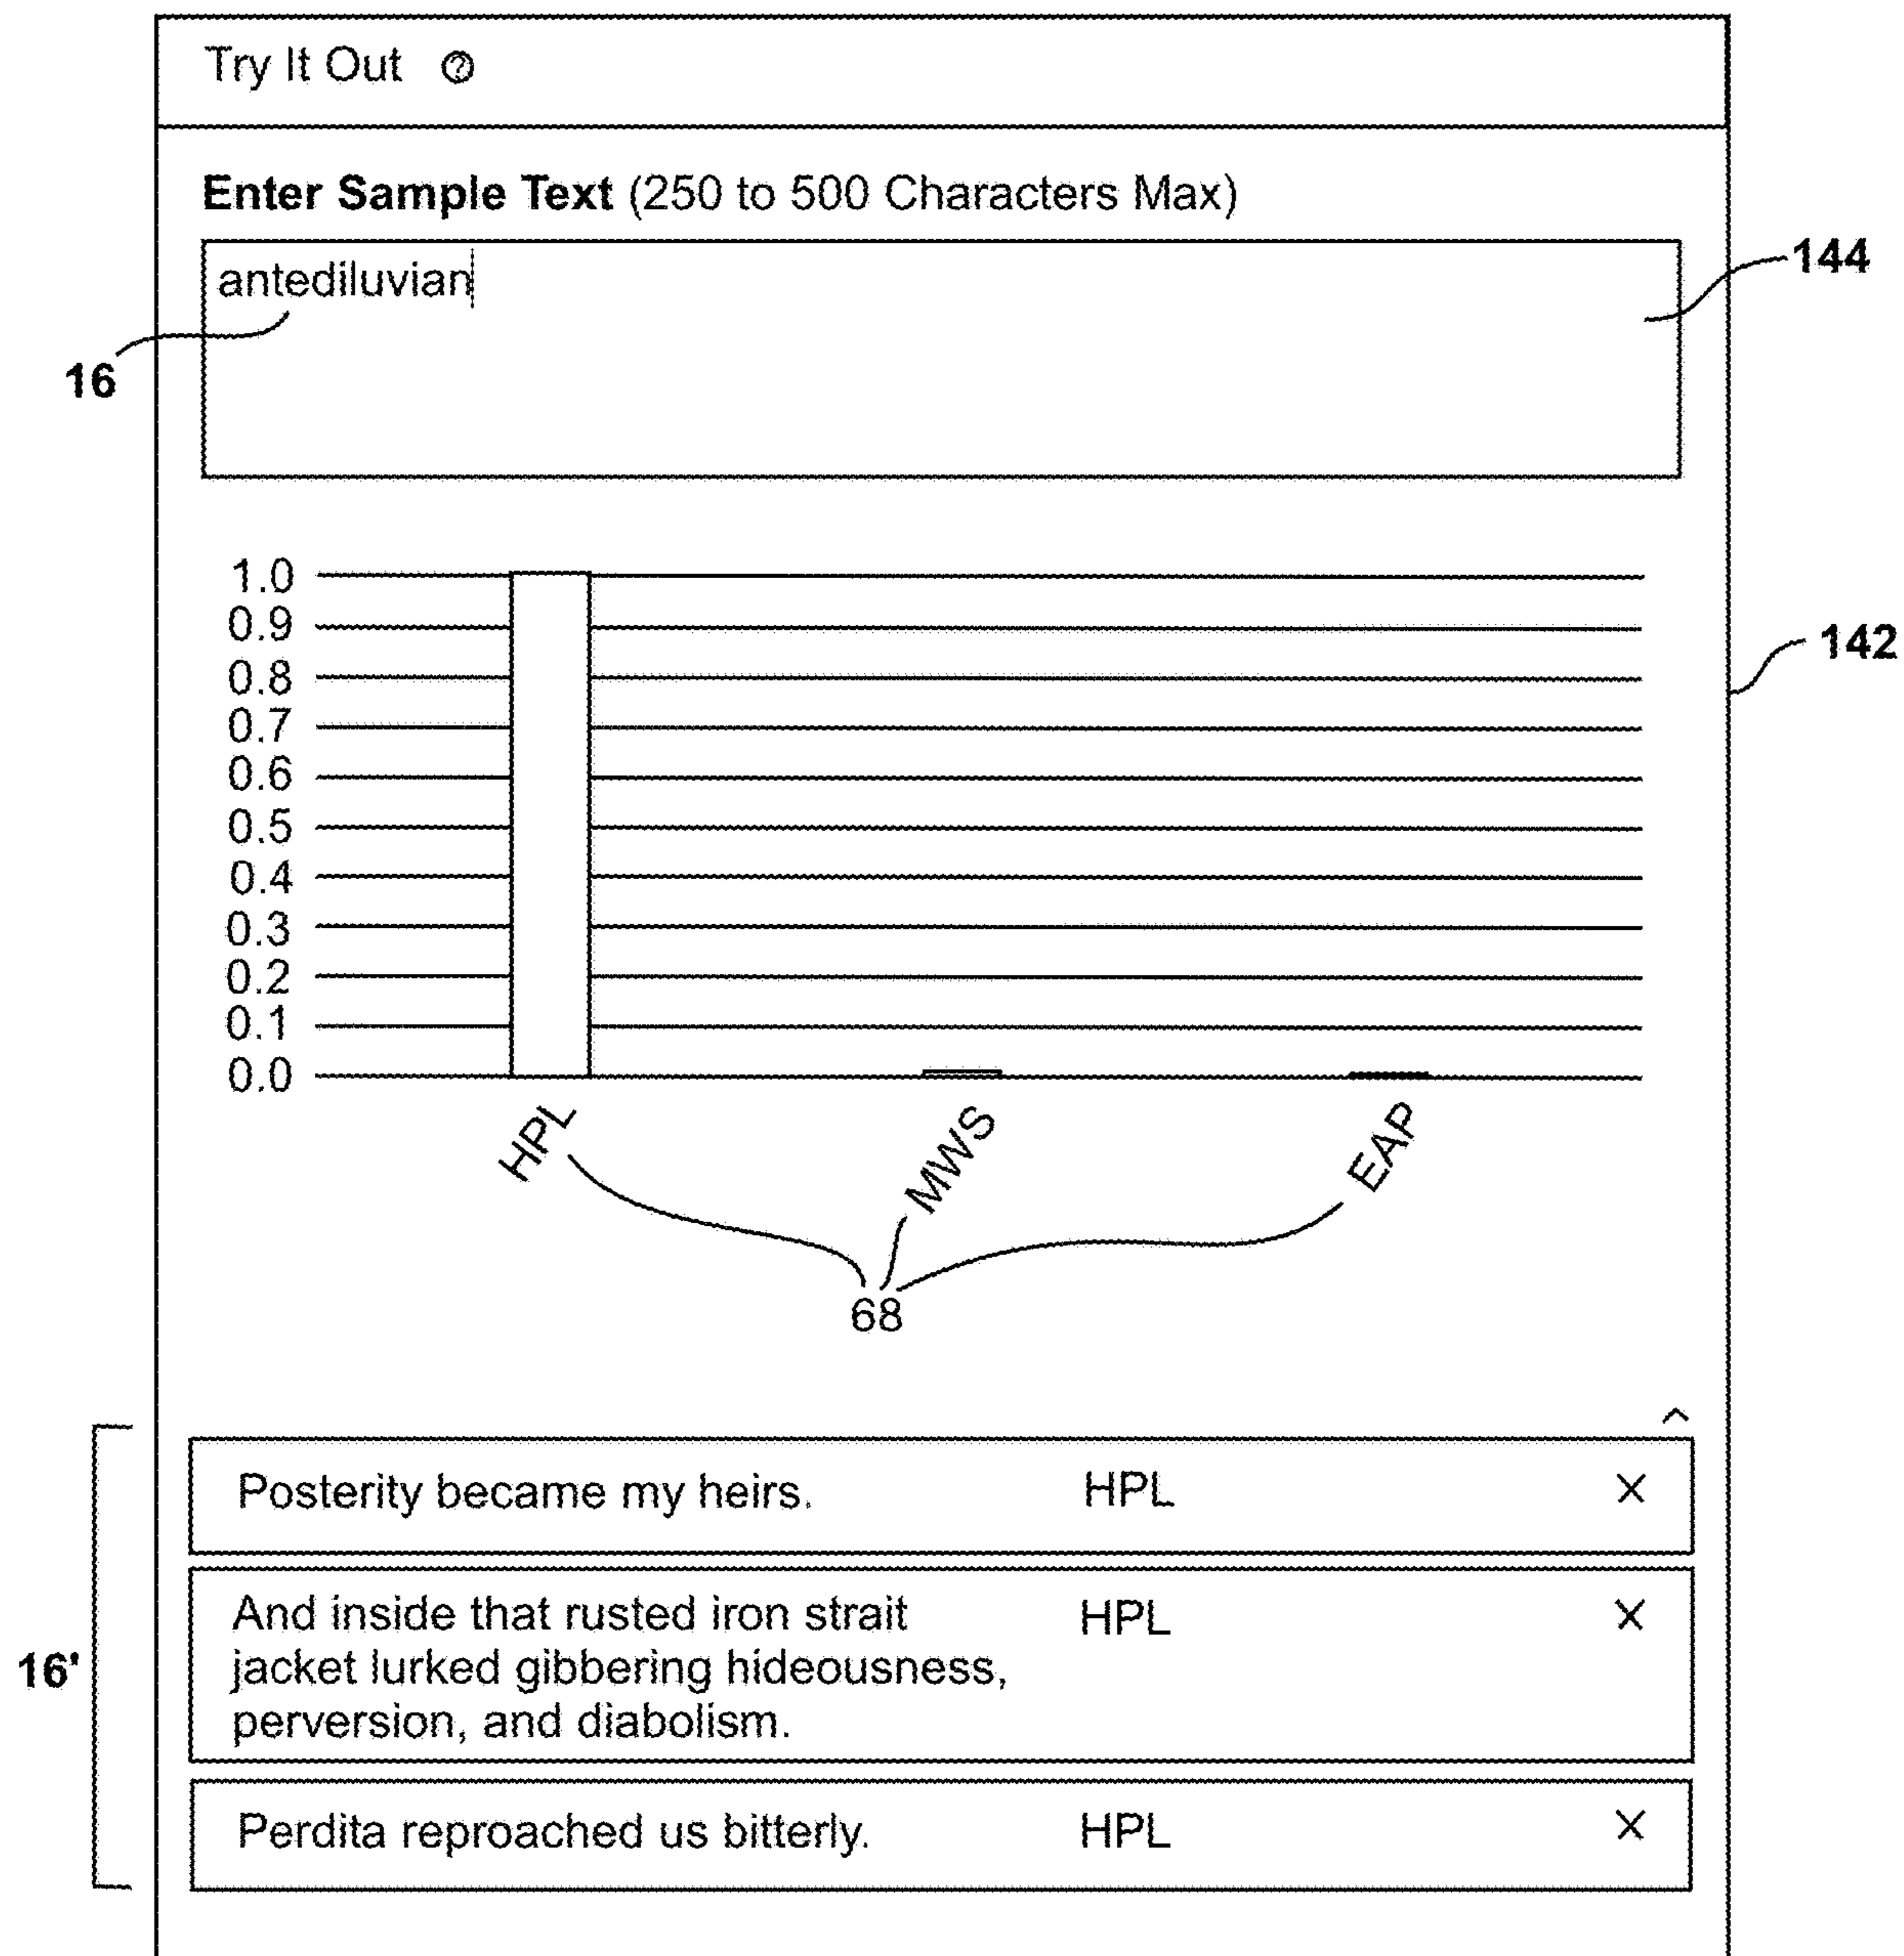 Try It Out ?
Enter Sample Text (250 to 500 Characters Max)
antediluvian
144
16
1.0
0.9
142
0.8
0.7
0.6
0.5
0.4
0.3
0.2
0.1
0.0
HPL MWS EAP
68
Posterity became my heirs. HPL X
And inside that rusted iron strait HPL X
jacket lurked gibbering hideousness,
16'
perversion, and diabolism.
Perdita reproached us bitterly. HPL X